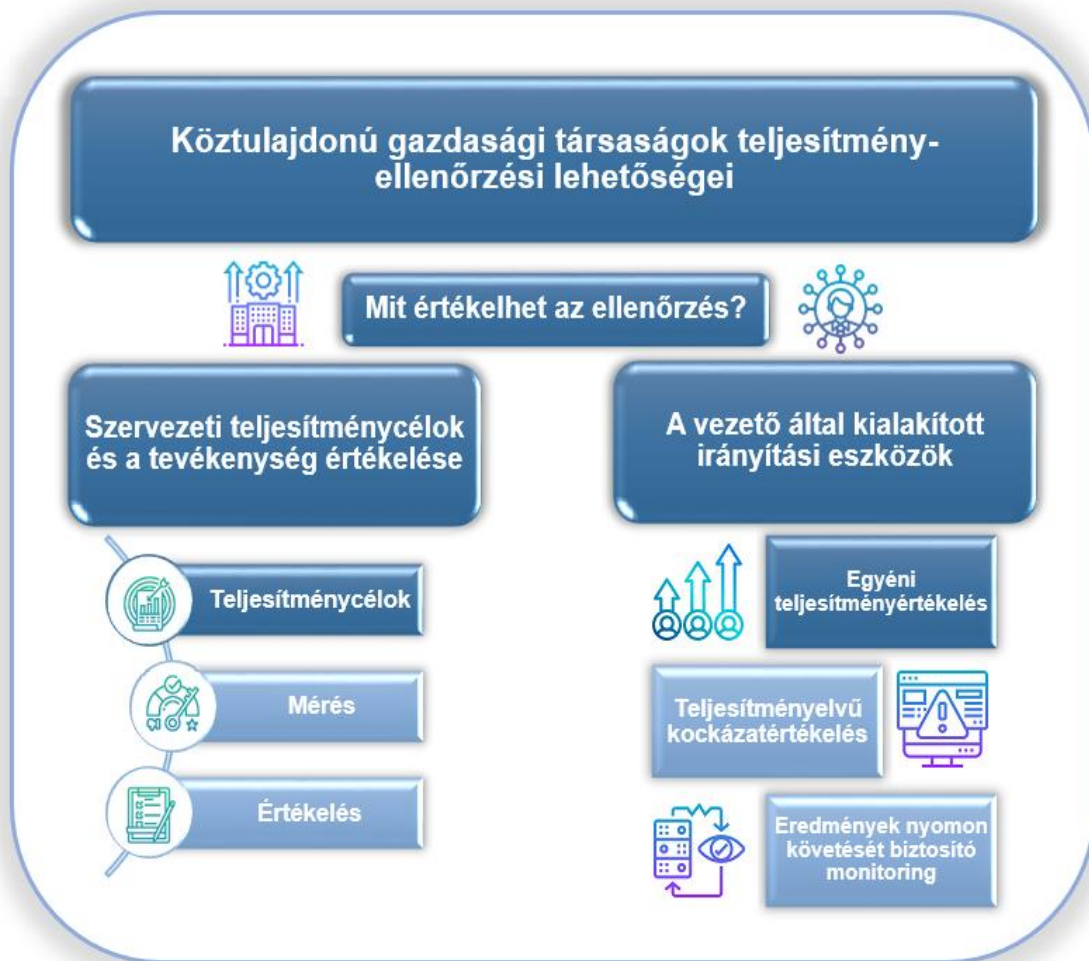 Köztulajdonú gazdasági társaságok teljesítmény-
ellenőrzési lehetőségei
Mit értékelhet az ellenőrzés?
Szervezeti teljesítménycélok
és a tevékenység értékelése
Teljesítménycélok
Mérés
Értékelés
A vezető által kialakított
irányítási eszközök
Egyéni
teljesítményértékelés
Teljesítményelvű
kockázatértékelés
Eredmények nyomon
követését biztosító
monitoring